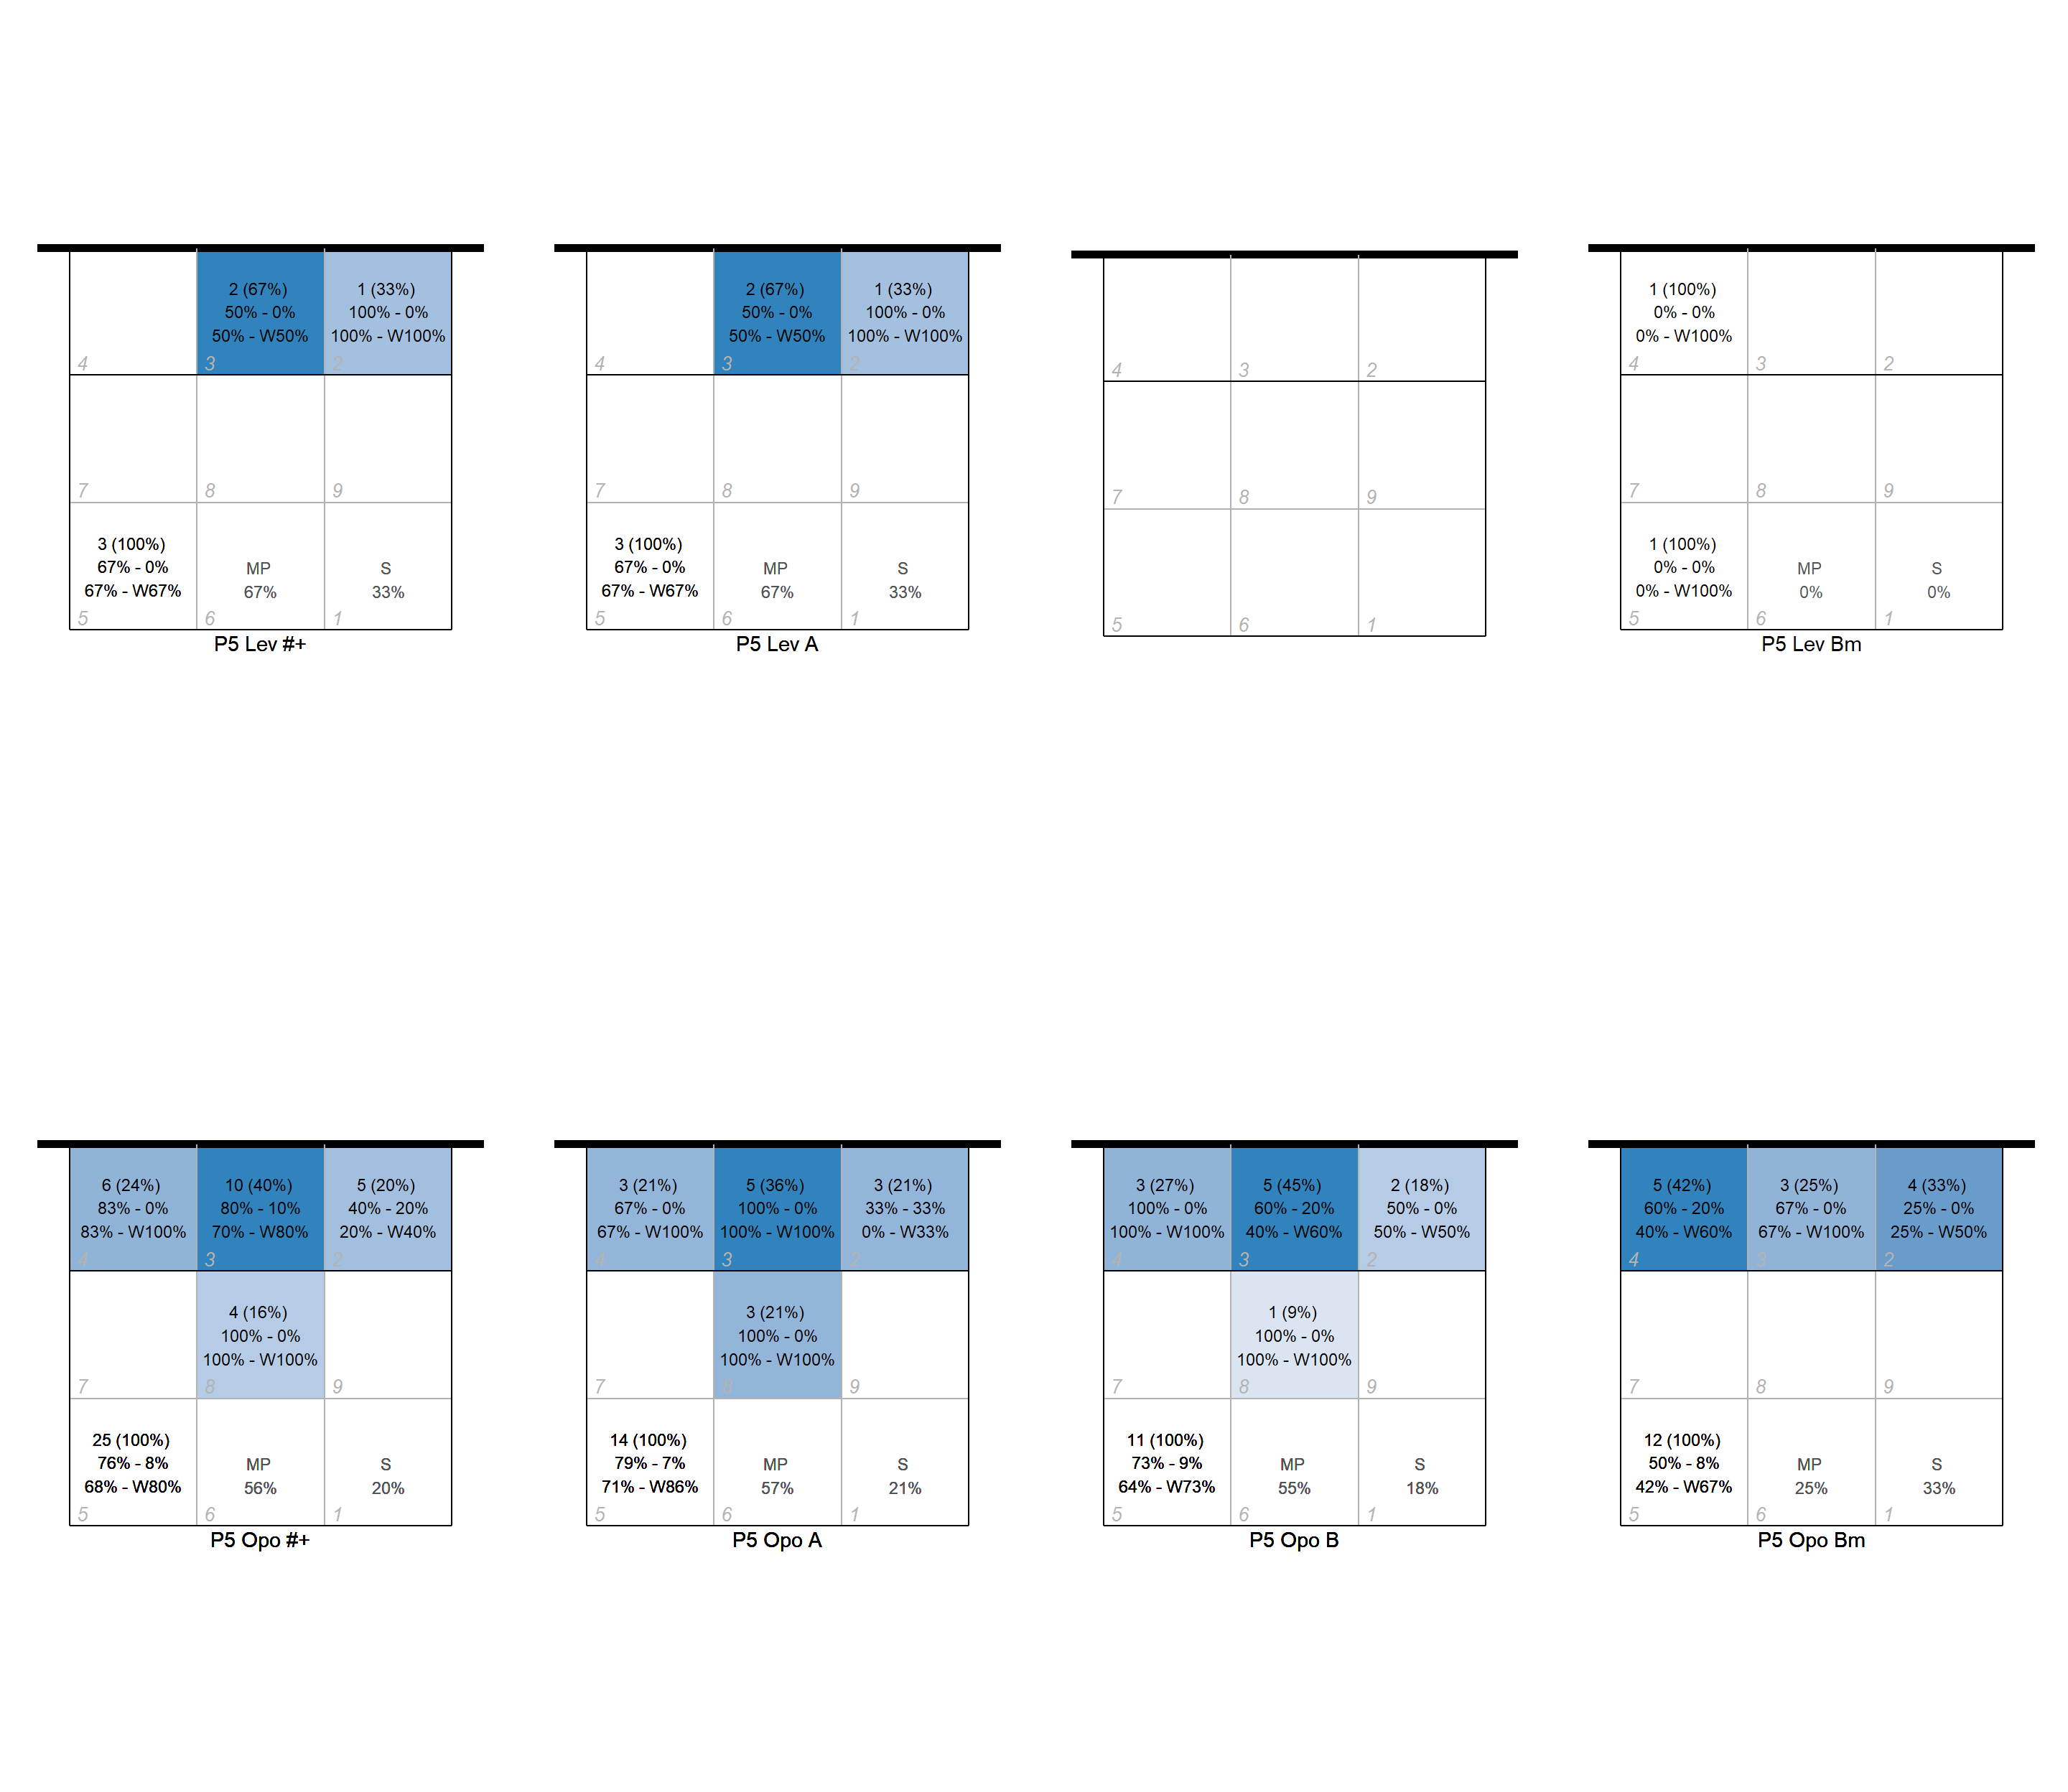 2 (67%)
50% - 0%
50% - W50%
1 (33%)
100% - 0%
100% - W100%
4
3
2
7
8
9
3 (100%)
67% - 0%
67% - W67%
MP
67%
S
33%
5
6
1
P5 Lev #+
2 (67%)
50% - 0%
50% - W50%
1 (33%)
100% - 0%
100% - W100%
4
3
2
7
8
9
3 (100%)
67% - 0%
67% - W67%
MP
67%
S
33%
5
6
1
P5 Lev A
4
3
2
7
8
9
5
6
1
1 (100%)
0% - 0%
0% - W100%
4
3
2
7
8
9
1 (100%)
0% - 0%
0% - W100%
MP
0%
S
0%
5
6
1
P5 Lev Bm
6 (24%)
83% - 0%
83% - W100%
10 (40%)
80% - 10%
70% - W80%
5 (20%)
40% - 20%
20% - W40%
4
3
2
4 (16%)
100% - 0%
100% - W100%
7
8
9
25 (100%)
76% - 8%
68% - W80%
MP
56%
S
20%
5
6
1
P5 Opo #+
3 (21%)
67% - 0%
67% - W100%
5 (36%)
100% - 0%
100% - W100%
3 (21%)
33% - 33%
0% - W33%
4
3
2
3 (21%)
100% - 0%
100% - W100%
7
8
9
14 (100%)
79% - 7%
71% - W86%
MP
57%
S
21%
5
6
1
P5 Opo A
3 (27%)
100% - 0%
100% - W100%
5 (45%)
60% - 20%
40% - W60%
2 (18%)
50% - 0%
50% - W50%
4
3
2
1 (9%)
100% - 0%
100% - W100%
7
8
9
11 (100%)
73% - 9%
64% - W73%
MP
55%
S
18%
5
6
1
P5 Opo B
5 (42%)
60% - 20%
40% - W60%
3 (25%)
67% - 0%
67% - W100%
4 (33%)
25% - 0%
25% - W50%
4
3
2
7
8
9
12 (100%)
50% - 8%
42% - W67%
MP
25%
S
33%
5
6
1
P5 Opo Bm